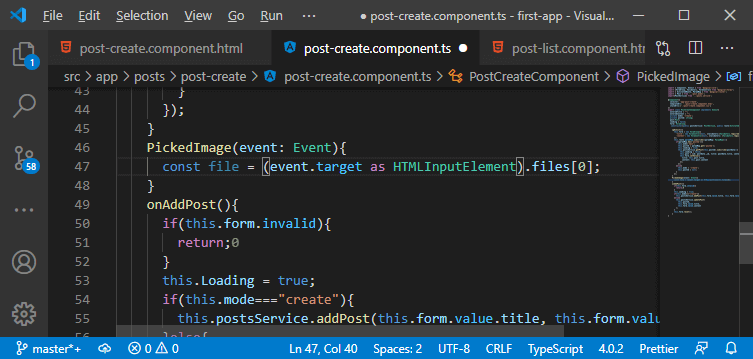 File Edit Selection View Go Run ··· ● post-create.component.ts - first-app - Visual...
post-create.component.html post-create.component.ts ● post-list.component.htm
src > app > posts > post-create > post-create.component.ts > PostCreateComponent > PickedImage > f
43 }
44 });
45 }
46 PickedImage(event: Event){
47 const file = (event.target as HTMLInputElement).files[0];
48 }
49 onAddPost(){
50 if(this.form.invalid){
51 return;0
52 }
53 this.Loading = true;
54 if(this.mode==="create"){
55 this.postsService.addPost(this.form.value.title, this.form.valu
56 }else{
1
58
master*+ 0 0 Ln 47, Col 40 Spaces: 2 UTF-8 CRLF TypeScript 4.0.2 Prettier